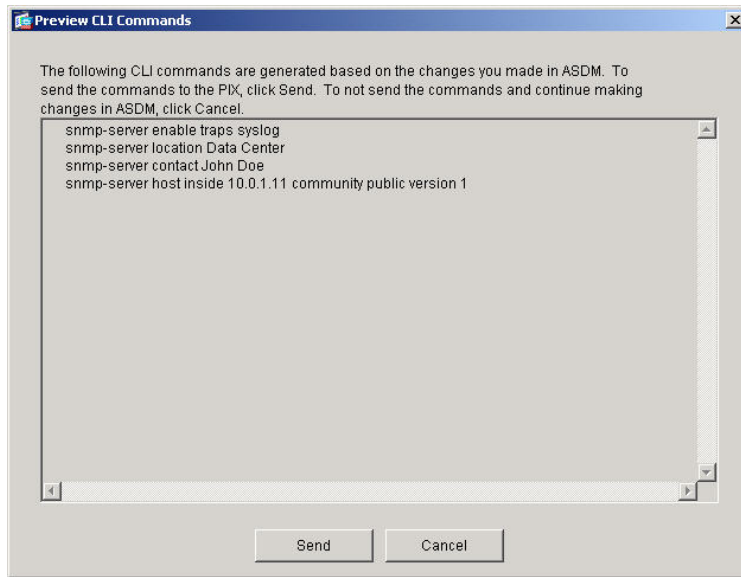 Preview CLI Commands
The following CLI commands are generated based on the changes you made in ASDM. To
send the commands to the PIX, click Send. To not send the commands and continue making
changes in ASDM, click Cancel.
snmp-server enable traps syslog
snmp-server location Data Center
snmp-server contact John Doe
snmp-server host inside 10.0.1.11 community public version 1
Send Cancel